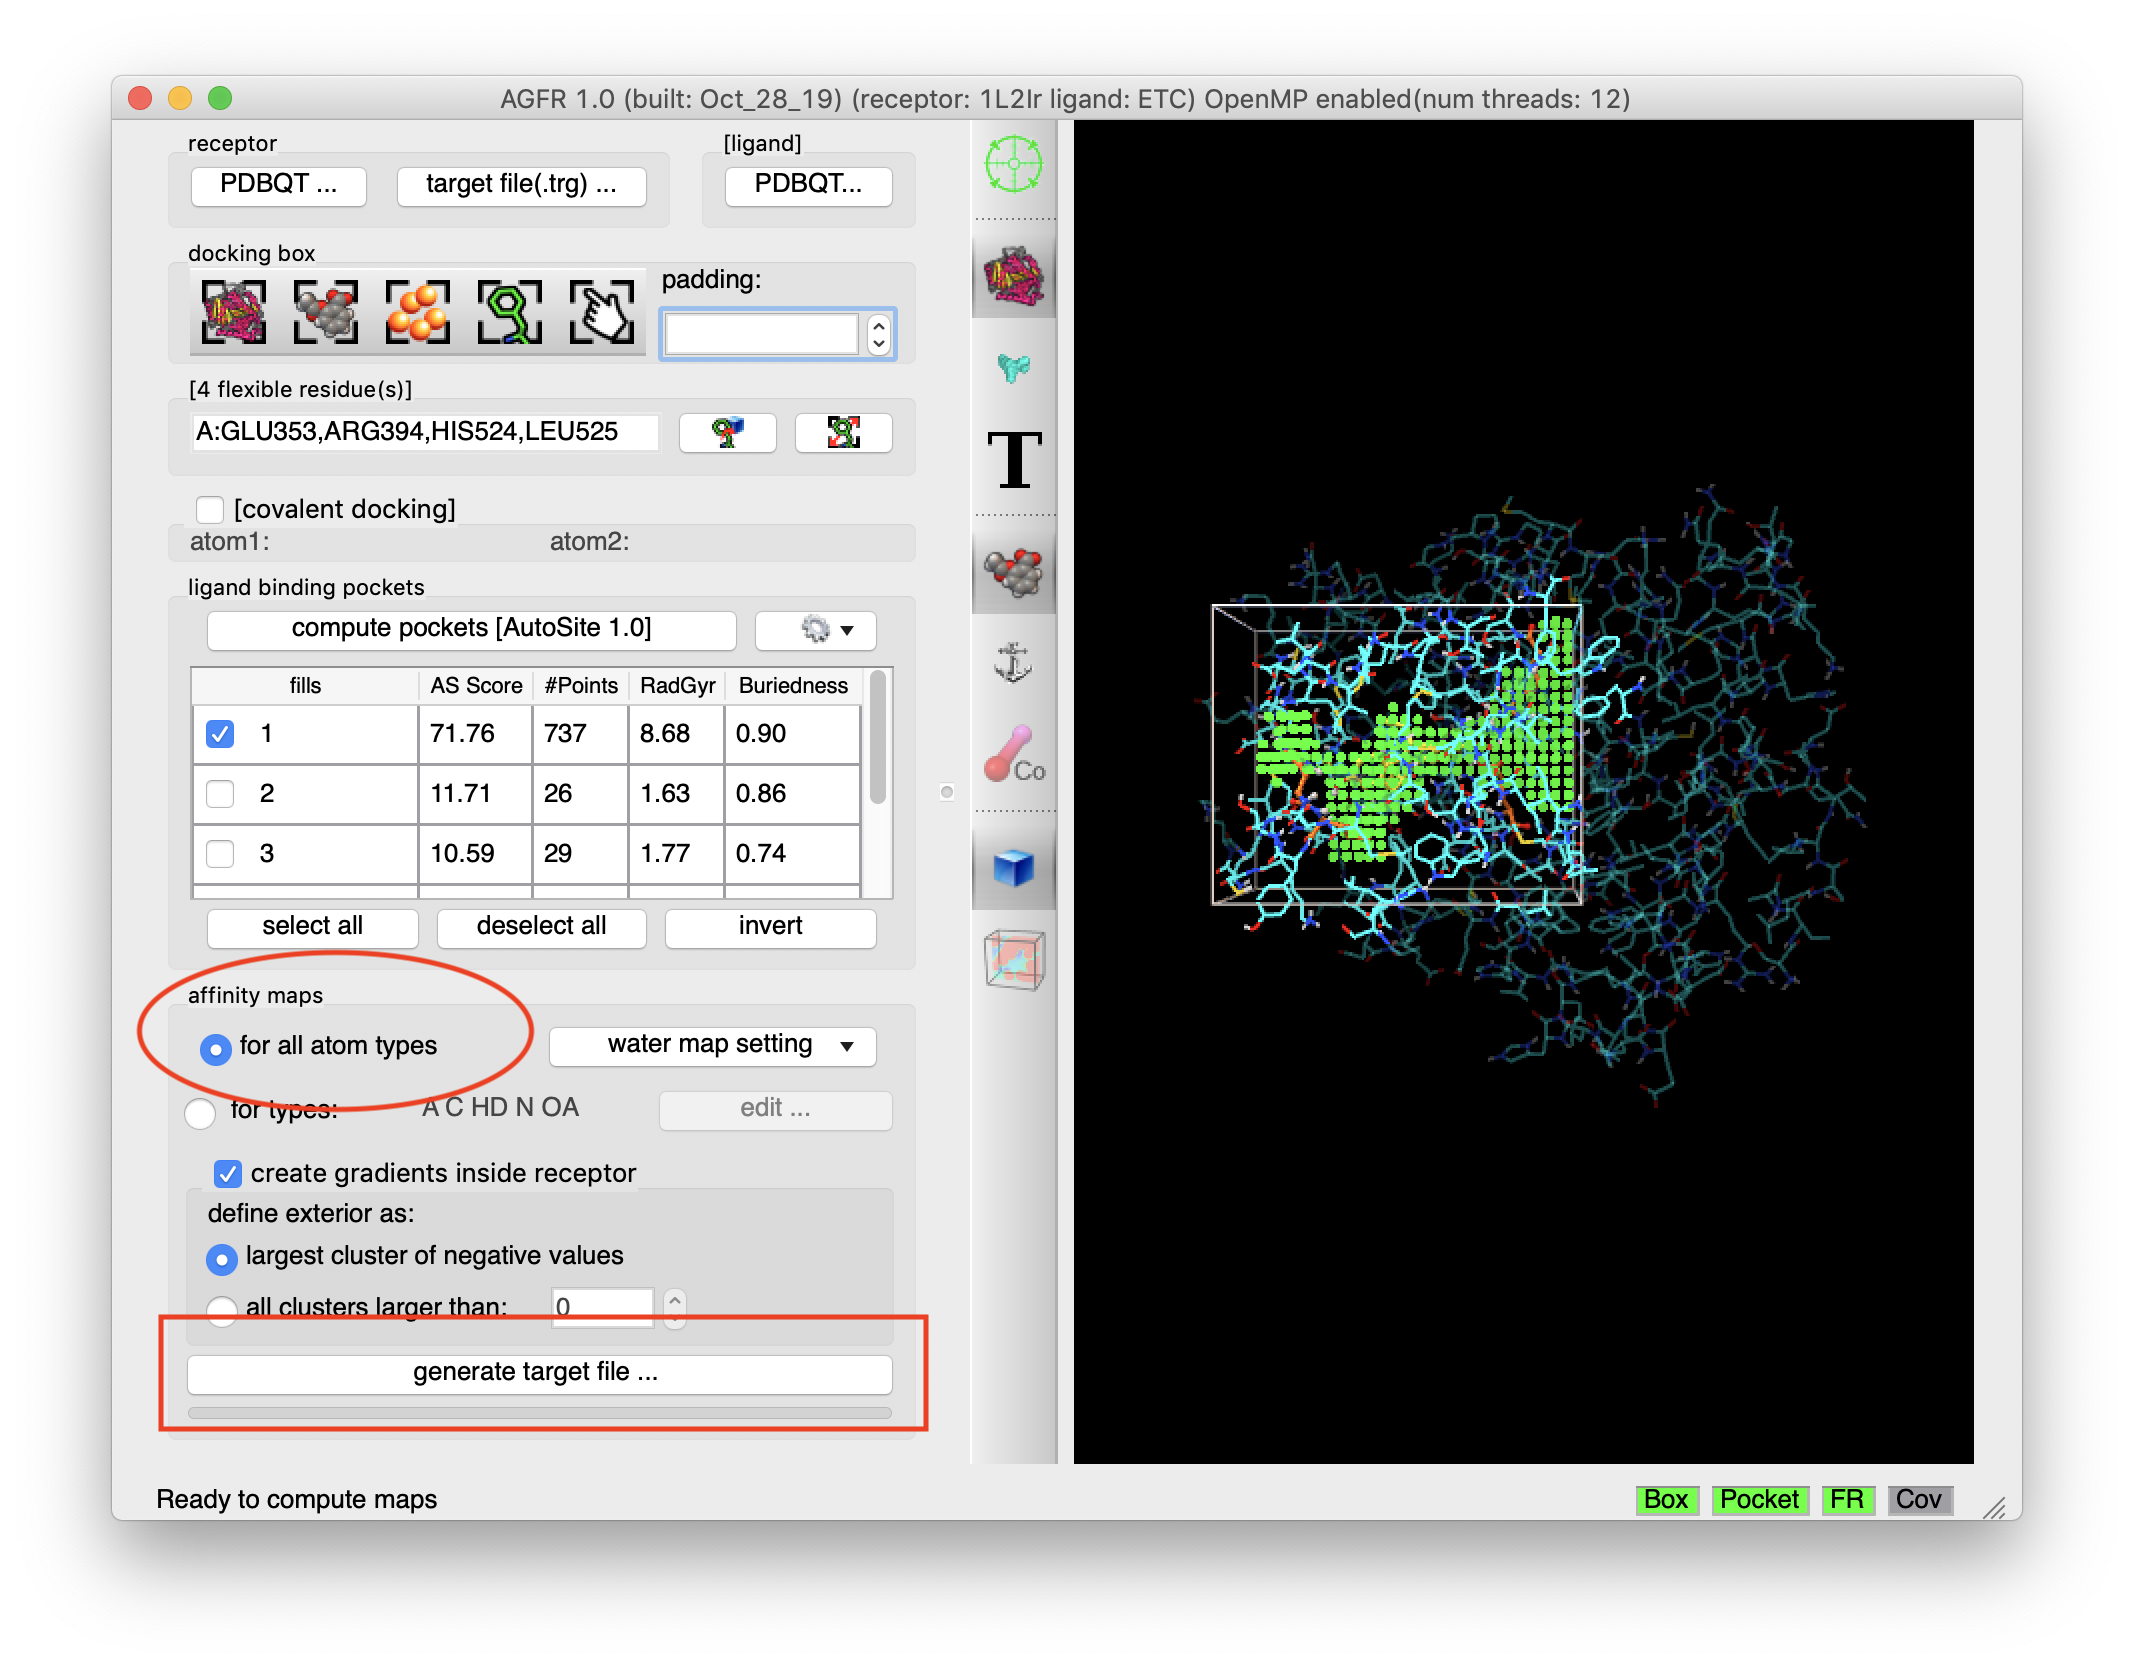 AGFR 1.0 (built: Oct_28_19) (receptor: 1L2Ir ligand: ETC) OpenMP enabled(num threads: 12)
receptor
[ligand]
PDBQT ...
target file(.trg) ...
PDBQT...
docking box
padding:
[4 flexible residue(s)]
A:GLU353,ARG394,HIS524,LEU525
[covalent docking]
atom1:
atom2:
ligand binding pockets
compute pockets [AutoSite 1.0]
fills AS Score #Points RadGyr Buriedness
1 71.76 737 8.68 0.90
2 11.71 26 1.63 0.86
3 10.59 29 1.77 0.74
select all
deselect all
invert
affinity maps
for all atom types
water map setting
for types: A C HD N OA
edit ...
create gradients inside receptor
define exterior as:
largest cluster of negative values
all clusters larger than: 0
generate target file ...
T
Co
Ready to compute maps
Box
Pocket
FR
Cov